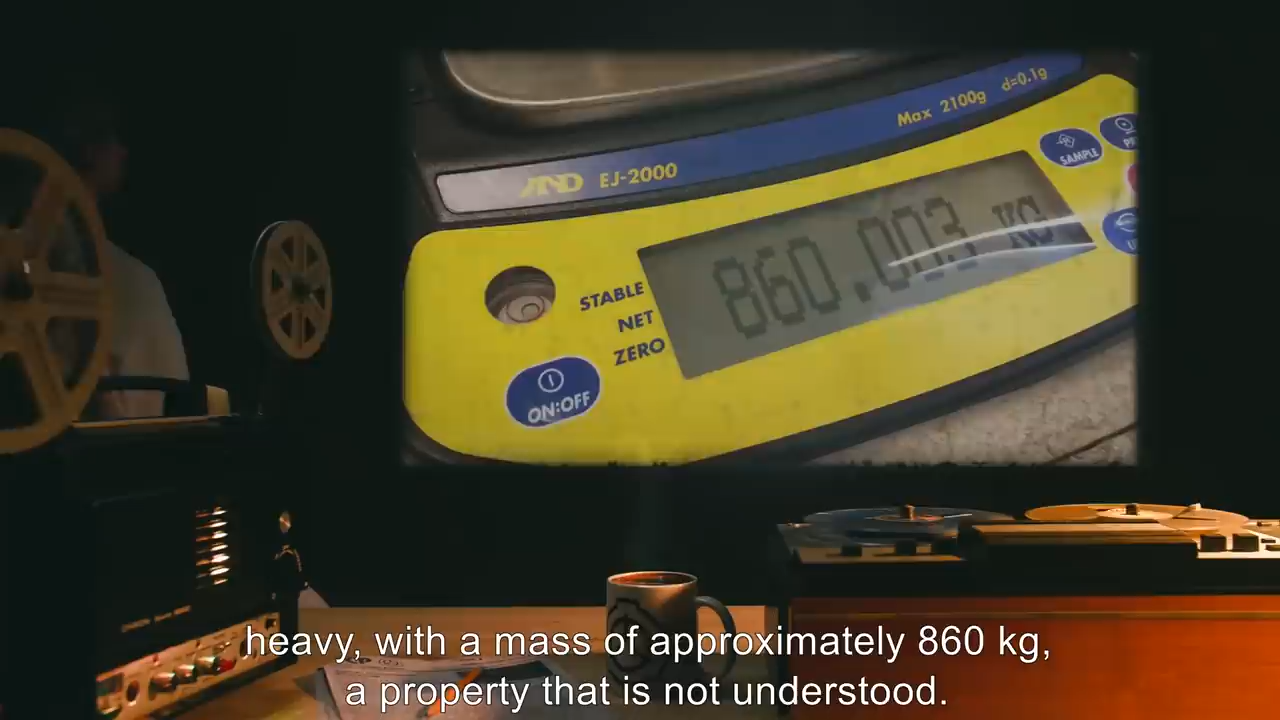 Max 2100g d=0.1g
AND EJ-2000
SAMPLE
860.003 KG
STABLE
NET
ZERO
ON:OFF
heavy, with a mass of approximately 860 kg,
a property that is not understood.